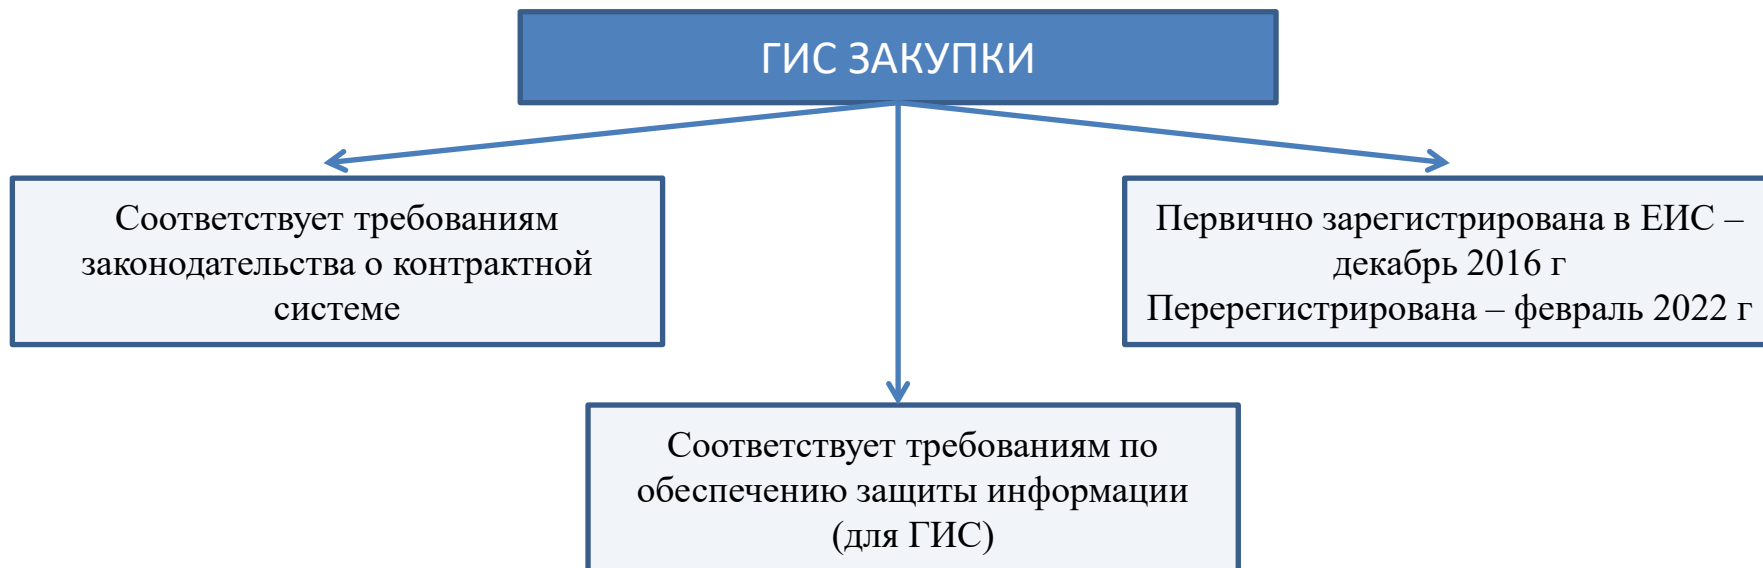 ГИС ЗАКУПКИ
Соответствует требованиям
законодательства о контрактной
системе
Первично зарегистрирована в ЕИС –
декабрь 2016 г
Перерегистрирована – февраль 2022 г
Соответствует требованиям по
обеспечению защиты информации
(для ГИС)